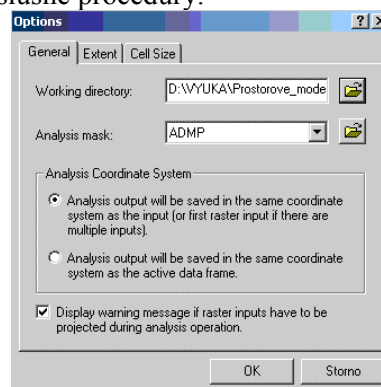 slušné procedury.
Options
General Extent Cell Size
Working directory: D:\VYUKA\Prostorove_mode
Analysis mask: ADMP
Analysis Coordinate System
Analysis output will be saved in the same coordinate
system as the input (or first raster input if there are
multiple inputs).
Analysis output will be saved in the same coordinate
system as the active data frame.
Display warning message if raster inputs have to be
projected during analysis operation.
OK Storno